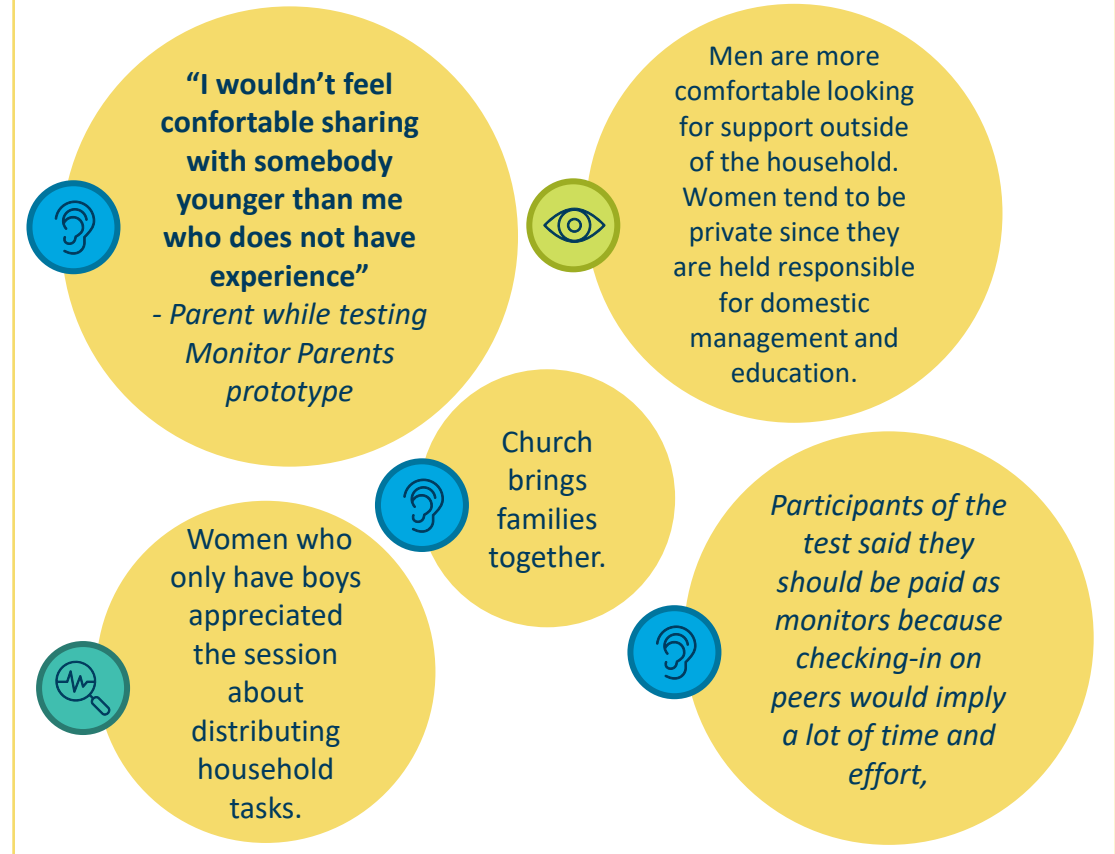 “I wouldn’t feel
confortable sharing
with somebody
younger than me
who does not have
experience”
- Parent while testing
Monitor Parents
prototype
Men are more
comfortable looking
for support outside
of the household.
Women tend to be
private since they
are held responsible
for domestic
management and
education.
Church
brings
families
together.
Women who
only have boys
appreciated
the session
about
distributing
household
tasks.
Participants of the
test said they
should be paid as
monitors because
checking-in on
peers would imply
a lot of time and
effort,